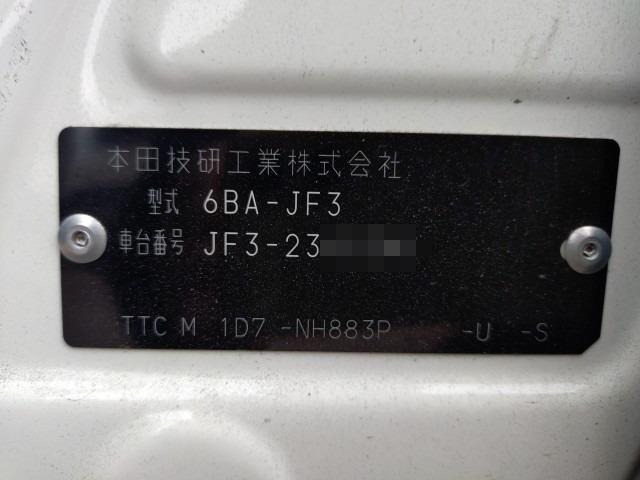 本田技研工業株式会社
型式 6BA-JF3
車台番号 JF3-23
TTC M 1D7 -NH883P -U -S